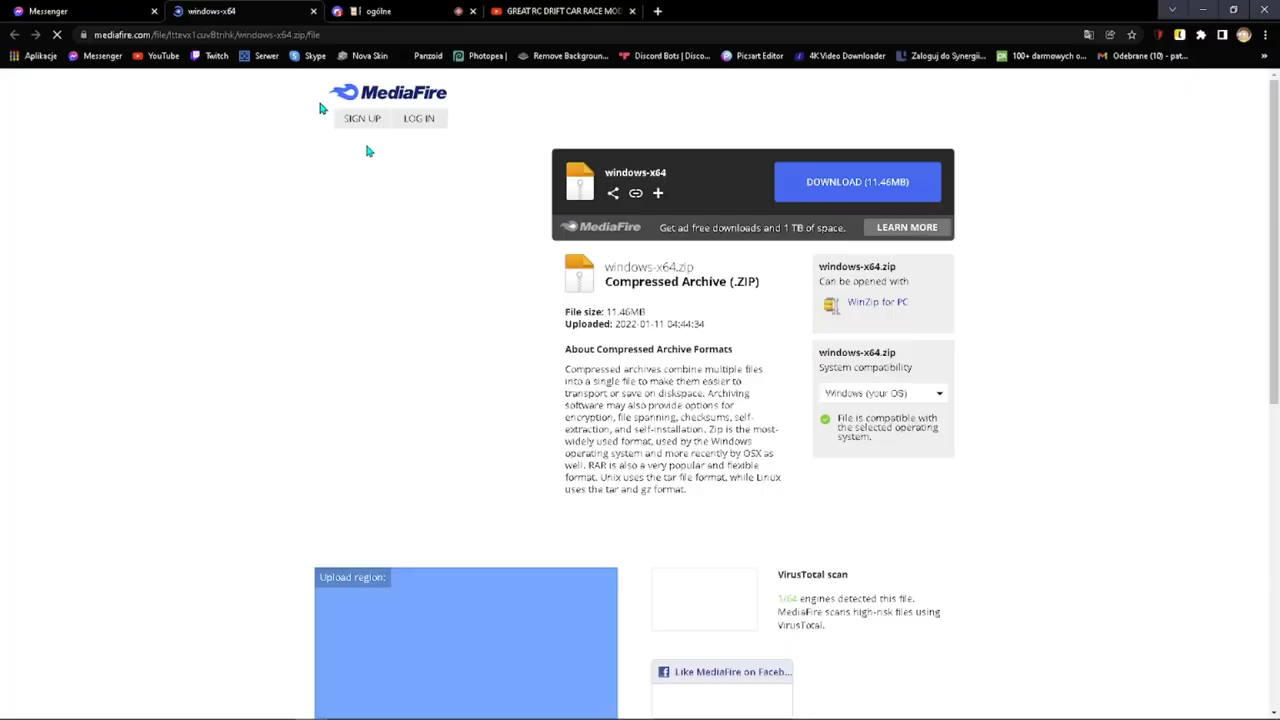 Messenger
windows-x64
ogólne
GREAT RC DRIFT CAR RACE MOD
mediafire.com/file/lttevx1cuv8tnhk/windows-x64.zip/file
Aplikacje
Messenger
YouTube
Twitch
Serwer
Skype
Nova Skin
Panzoid
Photopea |
Remove Backgroun...
Discord Bots | Disco...
Picsart Editor
4K Video Downloader
Zaloguj do Synergii...
100+ darmowych o...
Odebrane (10) - pat...
»
MediaFire
SIGN UP
LOG IN
windows-x64
DOWNLOAD (11.46MB)
MediaFire
Get ad free downloads and 1 TB of space.
LEARN MORE
windows-x64.zip
Compressed Archive (.ZIP)
File size: 11.46MB
Uploaded: 2022-01-11 04:44:34
About Compressed Archive Formats
Compressed archives combine multiple files
into a single file to make them easier to
transport or save on diskspace. Archiving
software may also provide options for
encryption, file spanning, checksums, self-
extraction, and self-installation. Zip is the most-
widely used format, used by the Windows
operating system and more recently by OSX as
well. RAR is also a very popular and flexible
format. Unix uses the tar file format, while Linux
uses the tar and gz format.
windows-x64.zip
Can be opened with
WinZip for PC
windows-x64.zip
System compatibility
Windows (your OS)
File is compatible with
the selected operating
system.
Upload region:
VirusTotal scan
1/64 engines detected this file.
MediaFire scans high-risk files using
VirusTotal.
Like MediaFire on Faceb...